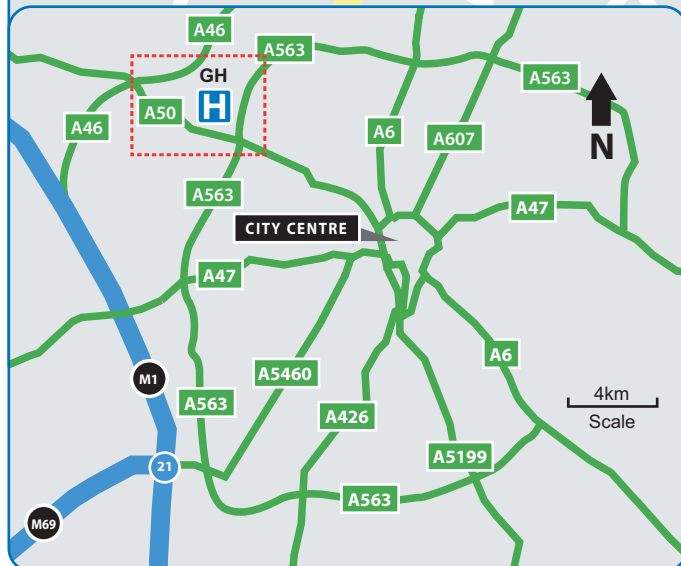 A46
A563
GH
A563
H
A50
A46
A6
A607
N
A563
A47
CITY CENTRE
A47
A6
M1
A5460
4km
A563
A426
Scale
A5199
21
A563
M69